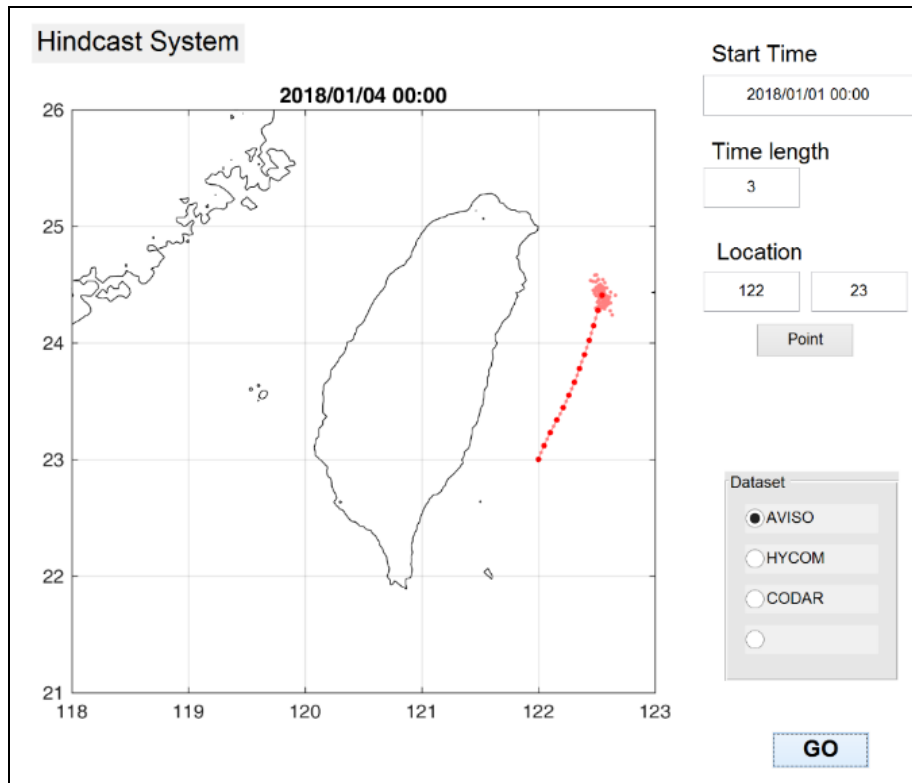 Hindcast System
2018/01/04 00:00
26
25
24
23
22
21
118 119 120 121 122 123
Start Time
2018/01/01 00:00
Time length
3
Location
122 23
Point
Dataset
AVISO
HYCOM
CODAR
GO